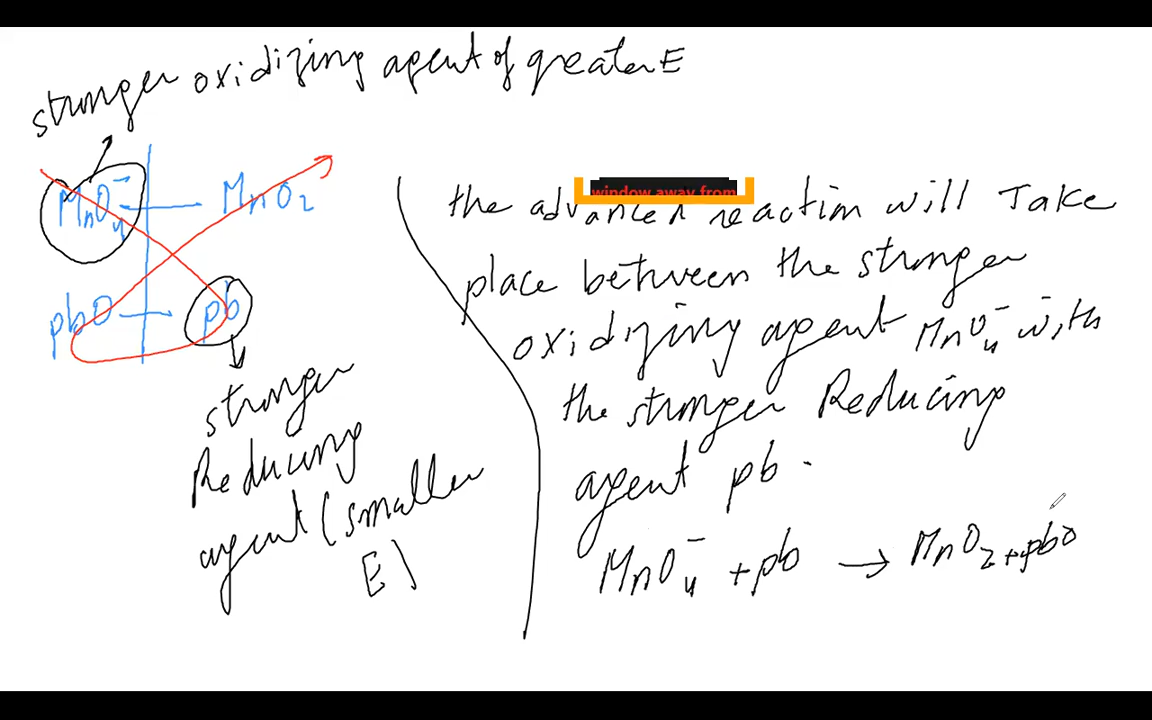 stronger oxidizing agent of greater E
MnO4⁻ MnO2
pbO pb
stronger
Reducing
agent (smaller
E)
window away from
the advanced reaction will Take
place between the stronger
oxidizing agent MnO4⁻ with
the stronger Reducing
agent pb.
MnO4⁻ + pb → MnO2 + pbO